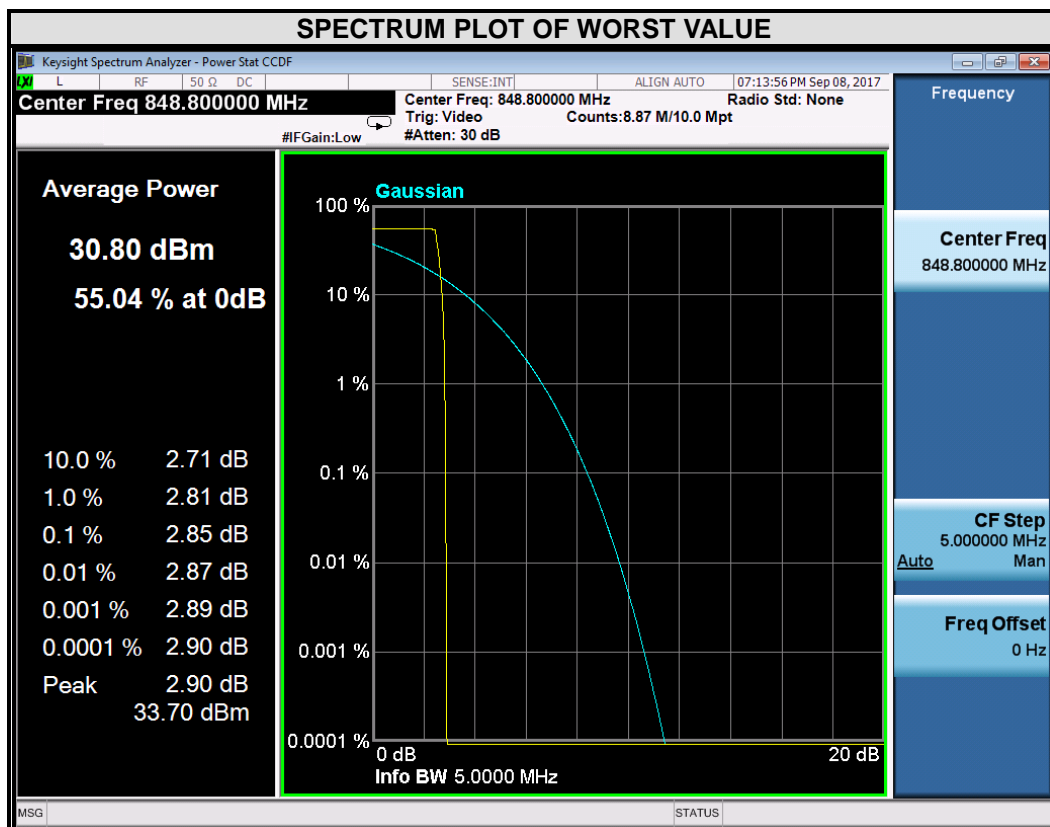 SPECTRUM PLOT OF WORST VALUE
Keysight Spectrum Analyzer - Power Stat CCDF
LXI L RF 50 Ω DC SENSE:INT ALIGN AUTO 07:13:56 PM Sep 08, 2017
Center Freq 848.800000 MHz
#IFGain:Low
Center Freq: 848.800000 MHz Radio Std: None
Trig: Video Counts:8.87 M/10.0 Mpt
#Atten: 30 dB
Average Power
30.80 dBm
55.04 % at 0dB
10.0 % 2.71 dB
1.0 % 2.81 dB
0.1 % 2.85 dB
0.01 % 2.87 dB
0.001 % 2.89 dB
0.0001 % 2.90 dB
Peak 2.90 dB
33.70 dBm
Gaussian
100 %
10 %
1 %
0.1 %
0.01 %
0.001 %
0.0001 %
0 dB 20 dB
Info BW 5.0000 MHz
Frequency
Center Freq
848.800000 MHz
CF Step
5.000000 MHz
Auto Man
Freq Offset
0 Hz
MSG STATUS